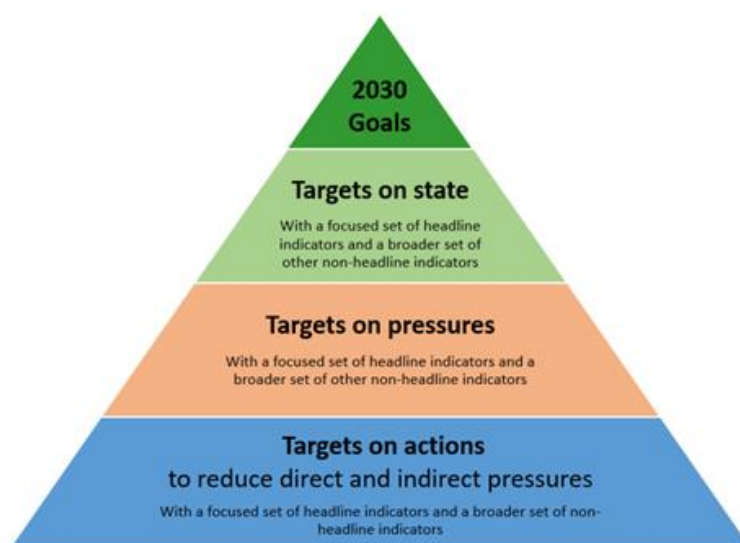 2030
Goals
Targets on state
With a focused set of headline
indicators and a broader set of
other non-headline indicators
Targets on pressures
With a focused set of headline indicators and a
broader set of other non-headline indicators
Targets on actions
to reduce direct and indirect pressures
With a focused set of headline indicators and a broader set of non-
headline indicators